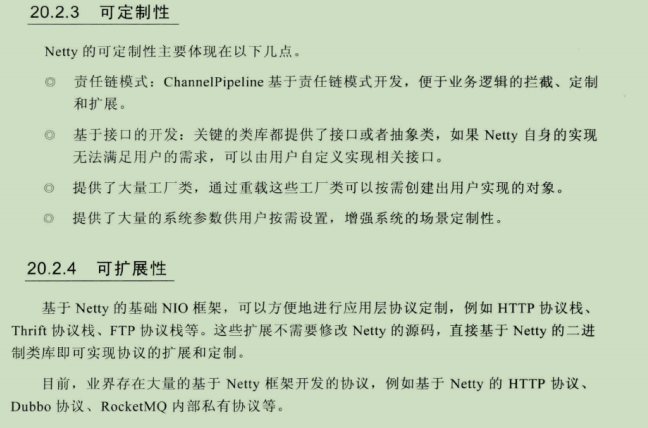 20.2.3 可定制性
Netty 的可定制性主要体现在以下几点。
◎ 责任链模式：ChannelPipeline 基于责任链模式开发，便于业务逻辑的拦截、定制
和扩展。
◎ 基于接口的开发：关键的类库都提供了接口或者抽象类，如果 Netty 自身的实现
无法满足用户的需求，可以由用户自定义实现相关接口。
◎ 提供了大量工厂类，通过重载这些工厂类可以按需创建出用户实现的对象。
◎ 提供了大量的系统参数供用户按需设置，增强系统的场景定制性。
20.2.4 可扩展性
基于 Netty 的基础 NIO 框架，可以方便地进行应用层协议定制，例如 HTTP 协议栈、
Thrift 协议栈、FTP 协议栈等。这些扩展不需要修改 Netty 的源码，直接基于 Netty 的二进
制类库即可实现协议的扩展和定制。
目前，业界存在大量的基于 Netty 框架开发的协议，例如基于 Netty 的 HTTP 协议、
Dubbo 协议、RocketMQ 内部私有协议等。